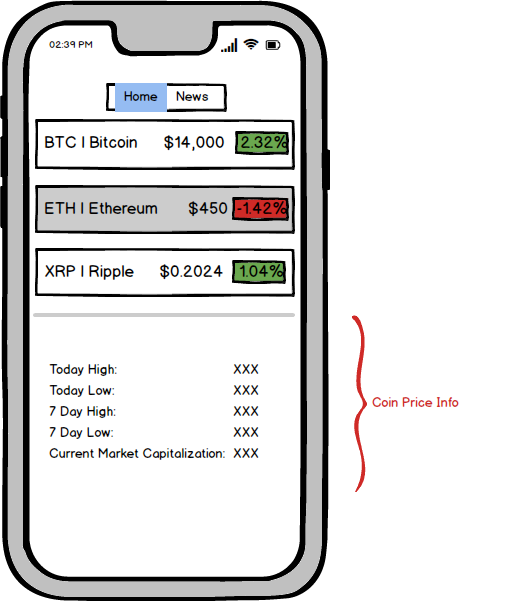 02:39 PM
Home News
BTC | Bitcoin $14,000 2.32%
ETH | Ethereum $450 -1.42%
XRP | Ripple $0.2024 1.04%
Today High: XXX
Today Low: XXX
7 Day High: XXX
7 Day Low: XXX
Current Market Capitalization: XXX
Coin Price Info